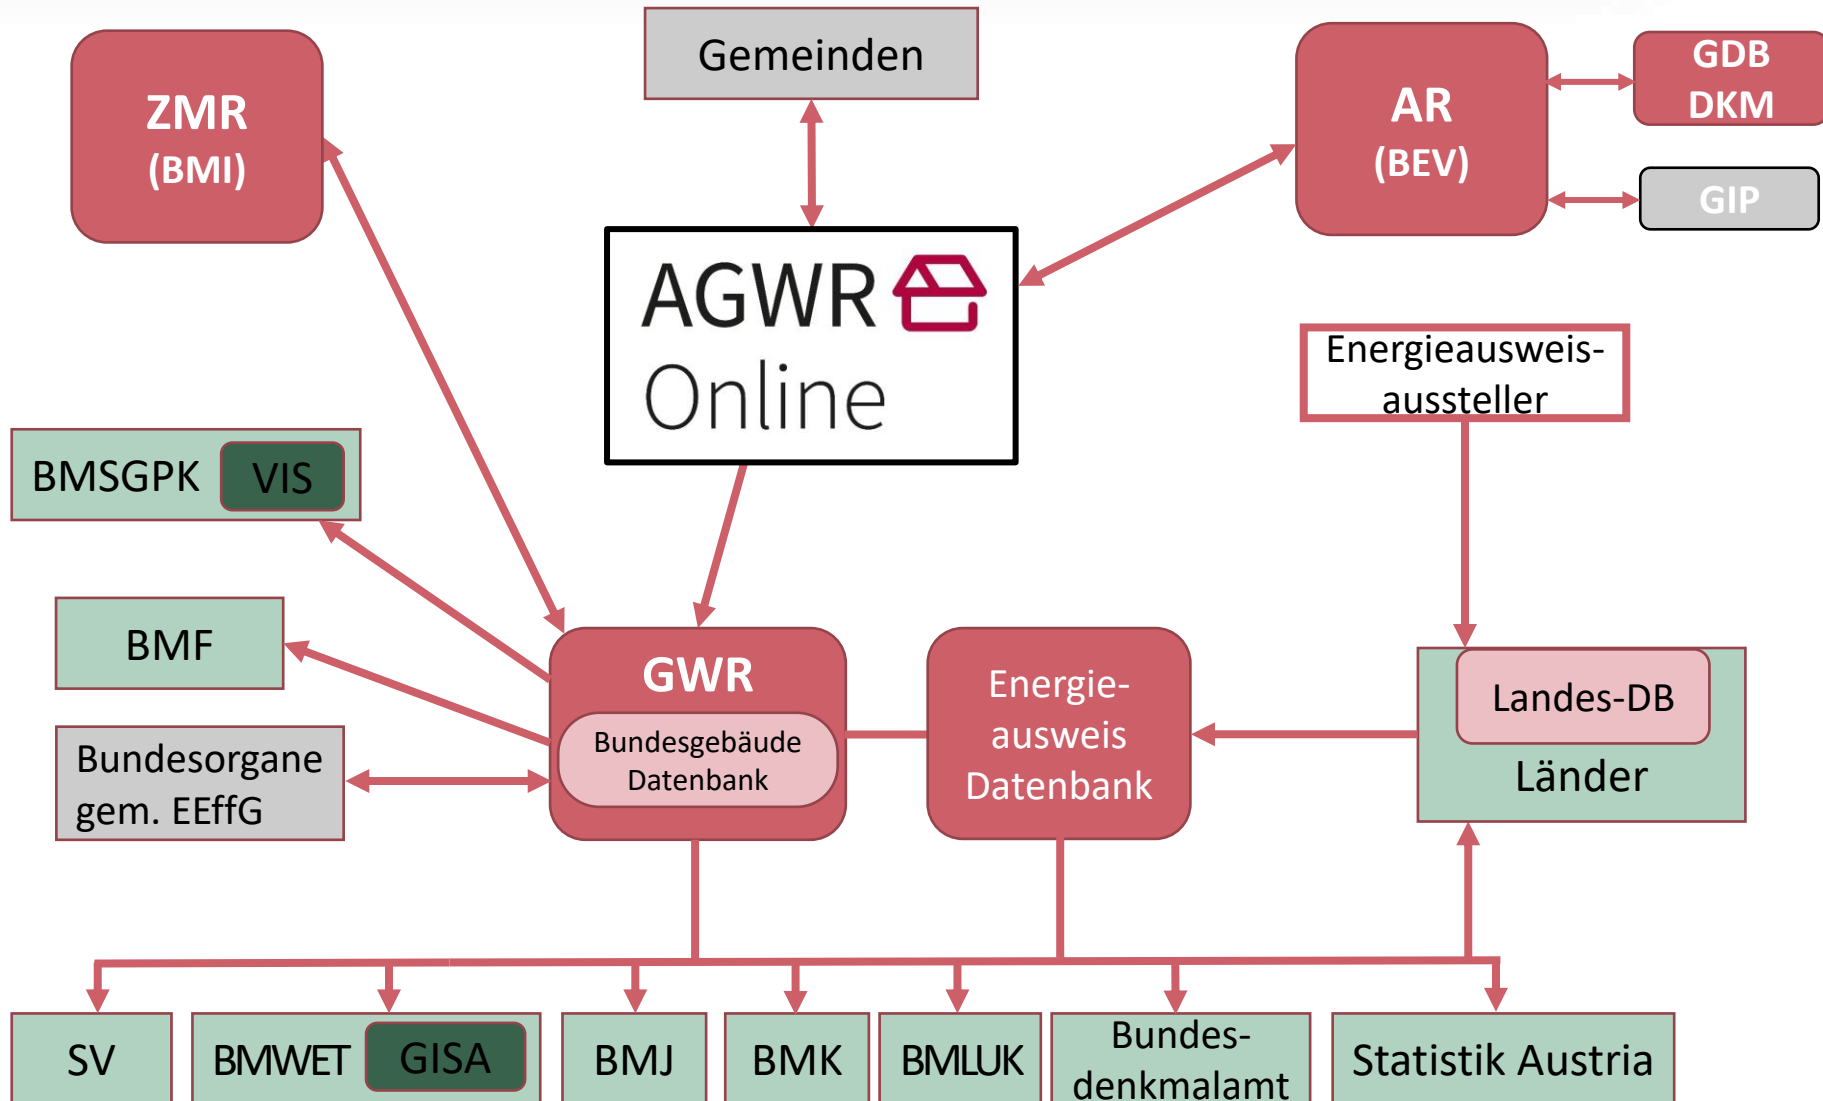 Gemeinden
ZMR
(BMI)
AR
(BEV)
GDB
DKM
GIP
AGWR
Online
Energieausweis-
aussteller
BMSGPK
VIS
BMF
Bundesorgane
gem. EEffG
GWR
Bundesgebäude
Datenbank
Energie-
ausweis
Datenbank
Landes-DB
Länder
SV
BMWET
GISA
BMJ
BMK
BMLUK
Bundes-
denkmalamt
Statistik Austria